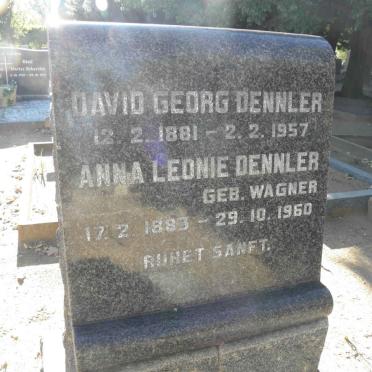 DAVID GEORG DENNLER
12. 2. 1881 - 2. 2. 1957
ANNA LEONIE DENNLER
GEB. WAGNER
17. 2. 1883 - 29. 10. 1960
RUHET SANFT.